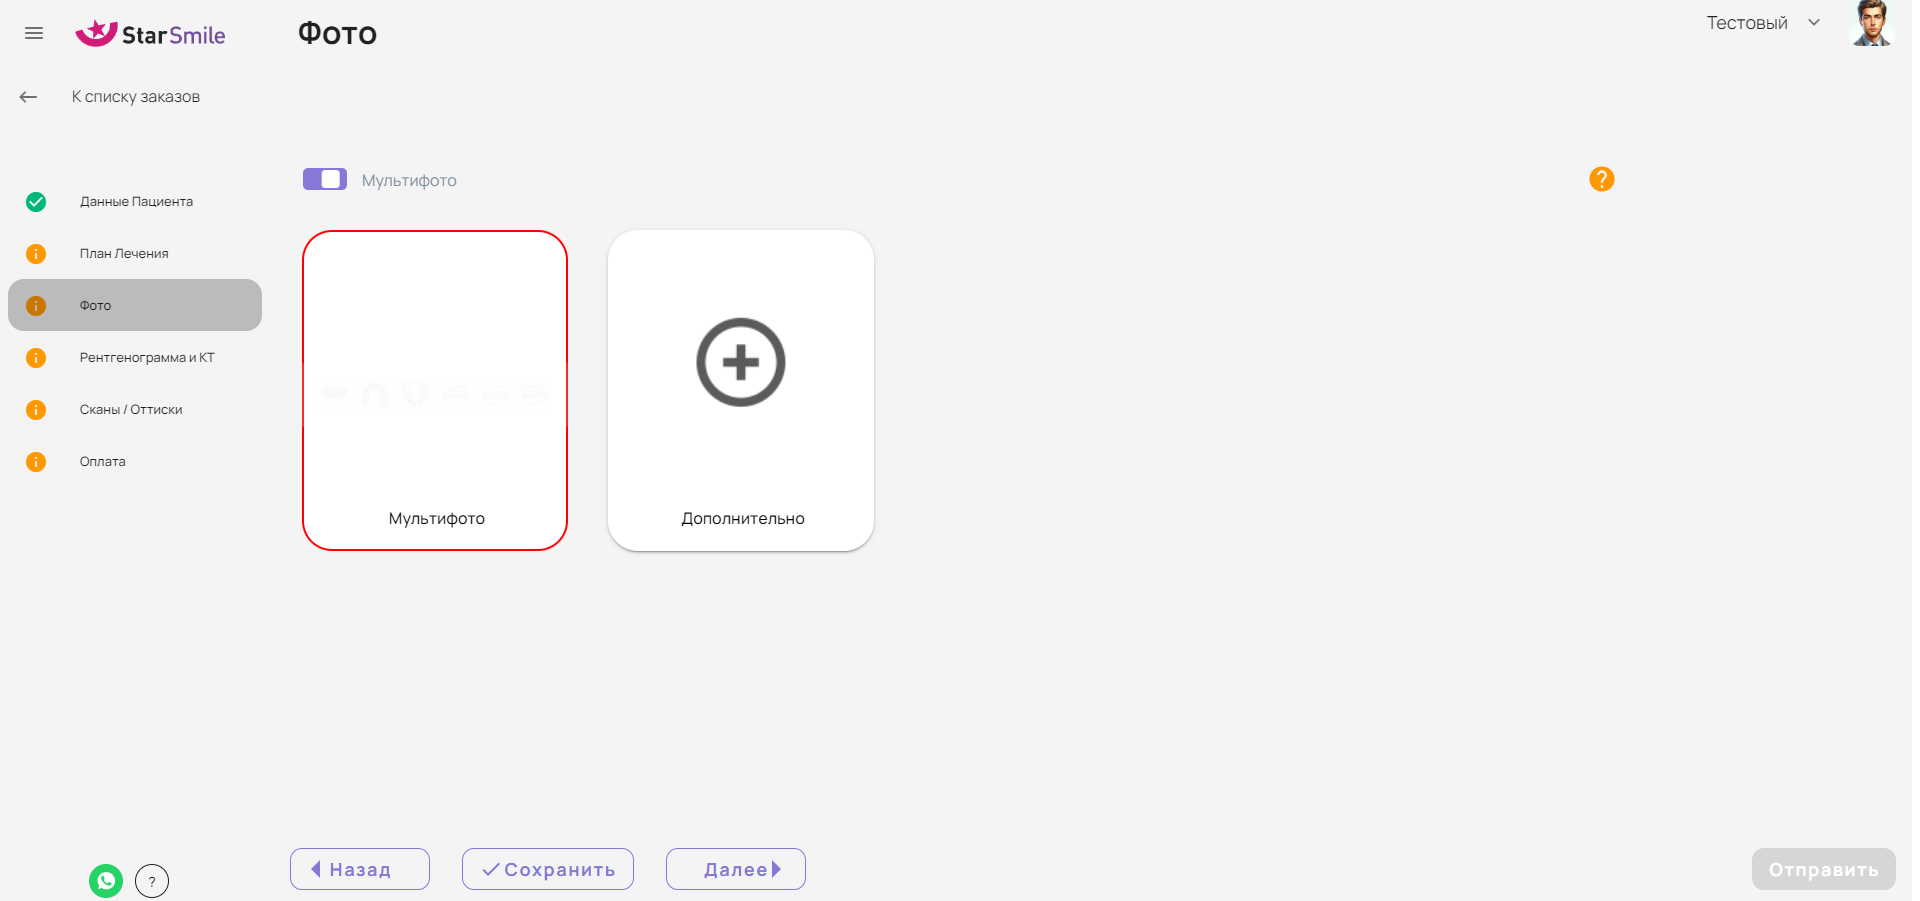 StarSmile
Фото
Тестовый
К списку заказов
Мультифото
?
Данные Пациента
План Лечения
Фото
Рентгенограмма и КТ
Сканы / Оттиски
Оплата
Мультифото
Дополнительно
Назад
Сохранить
Далее
Отправить
?